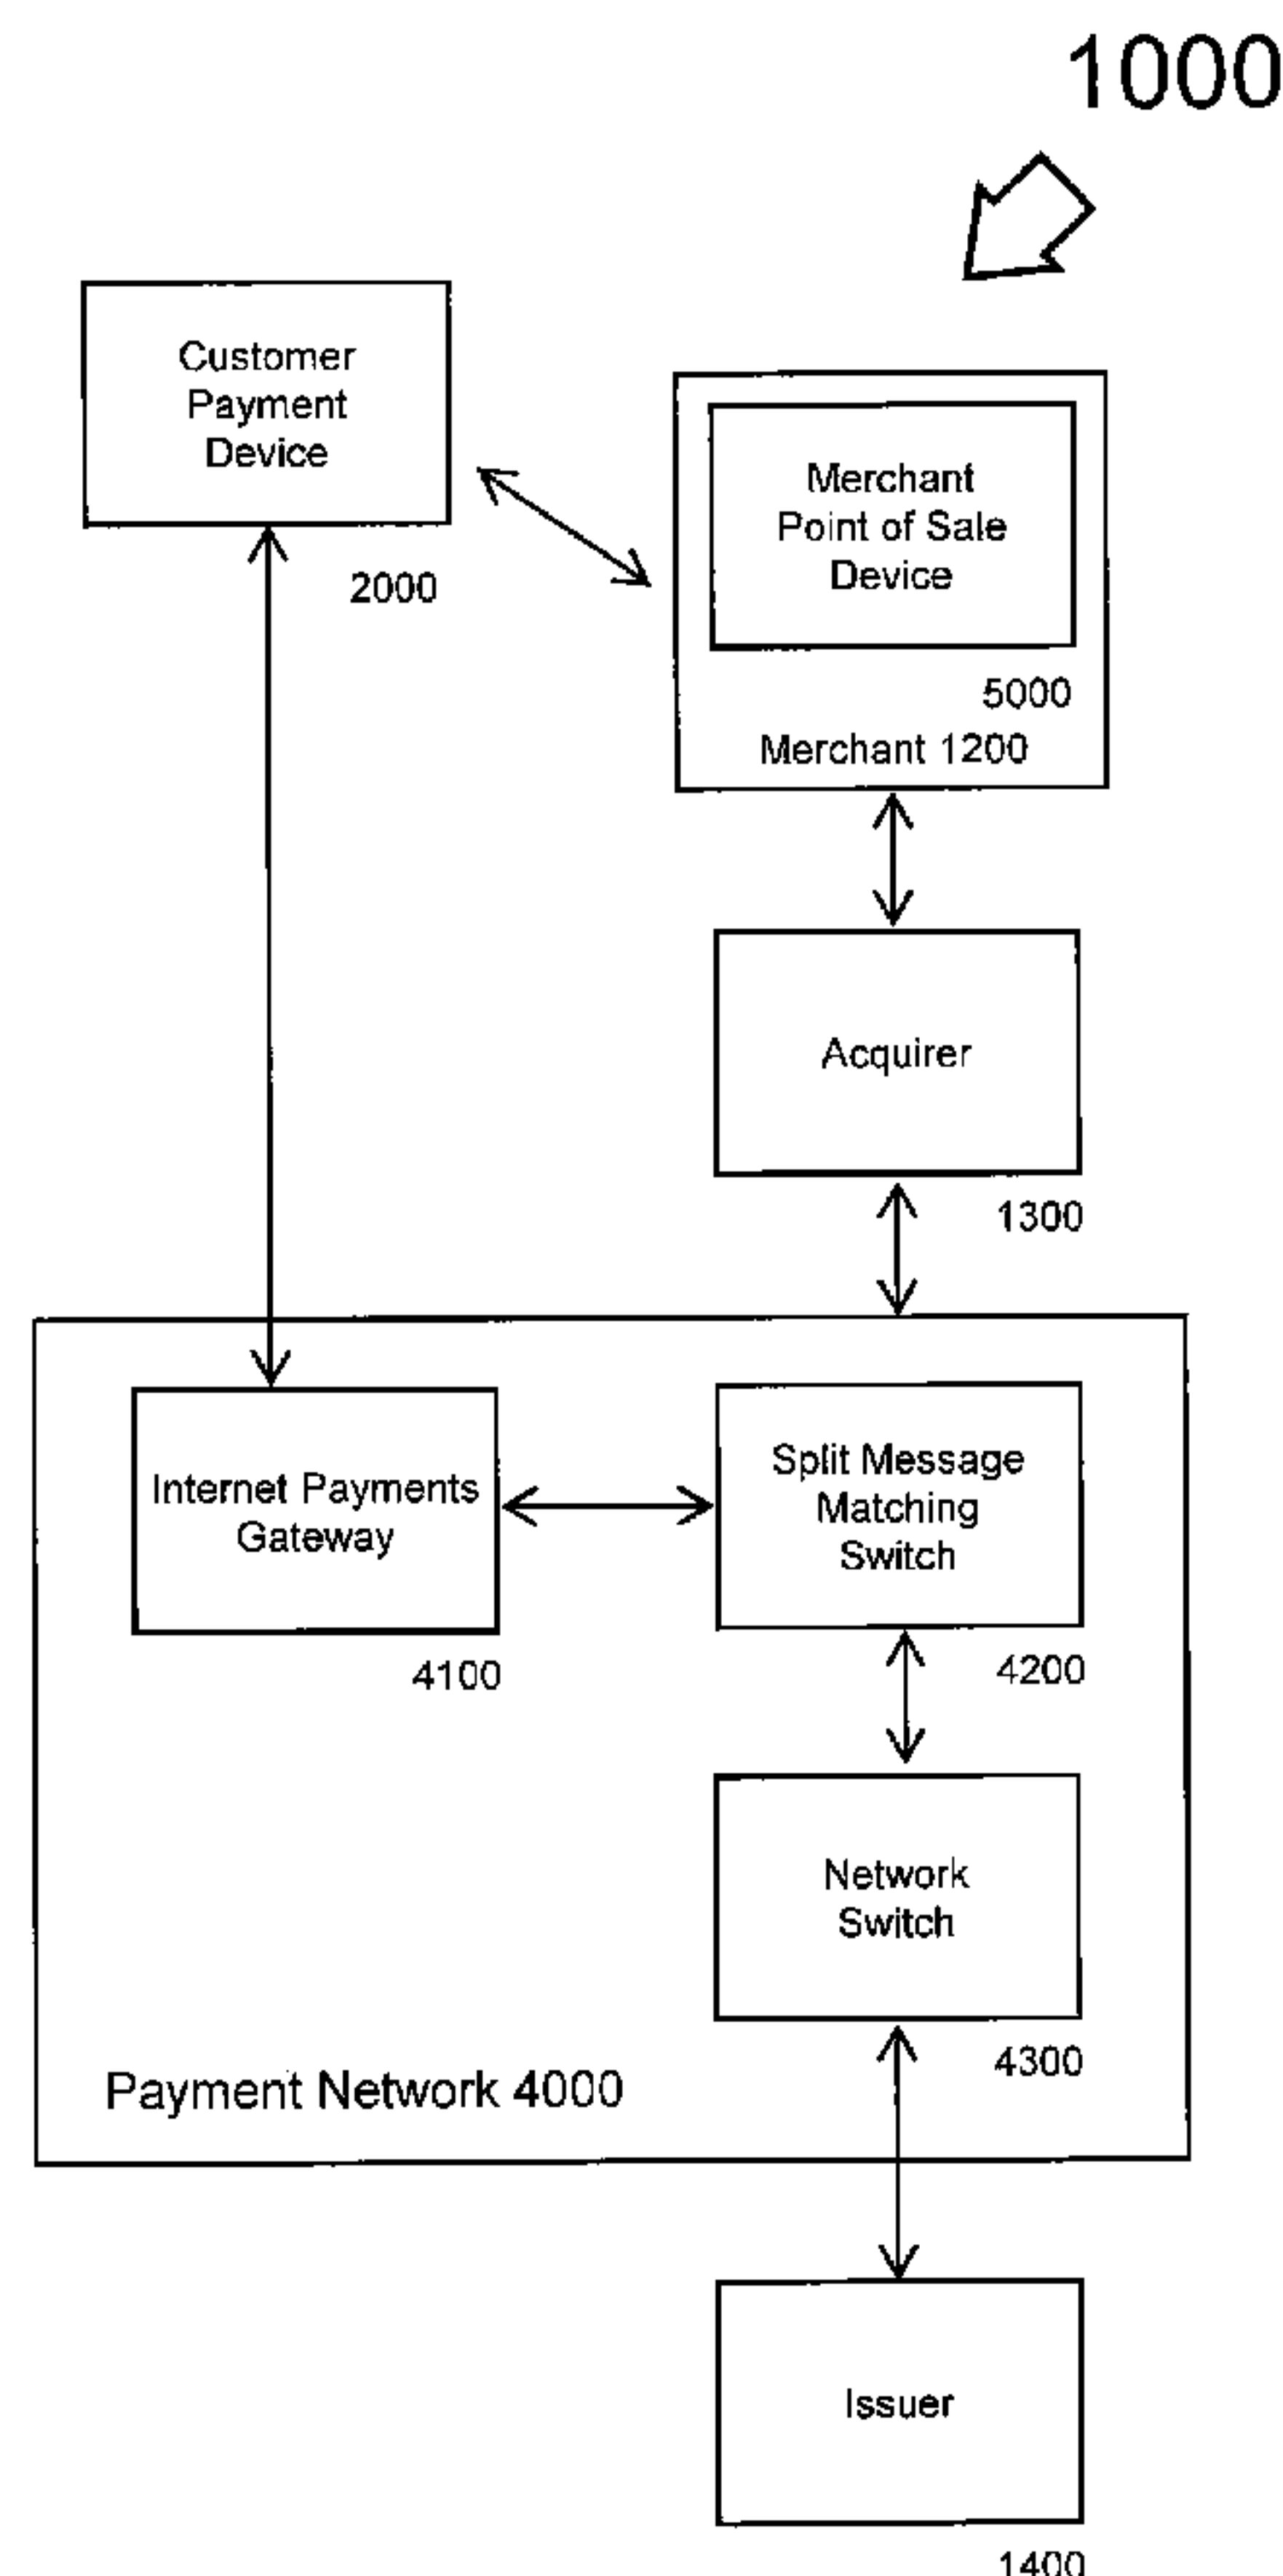 1000
Customer
Payment
Device
2000
Merchant
Point of Sale
Device
5000
Merchant 1200
Acquirer
1300
Internet Payments
Gateway
4100
Split Message
Matching
Switch
4200
Network
Switch
4300
Payment Network 4000
Issuer
1400